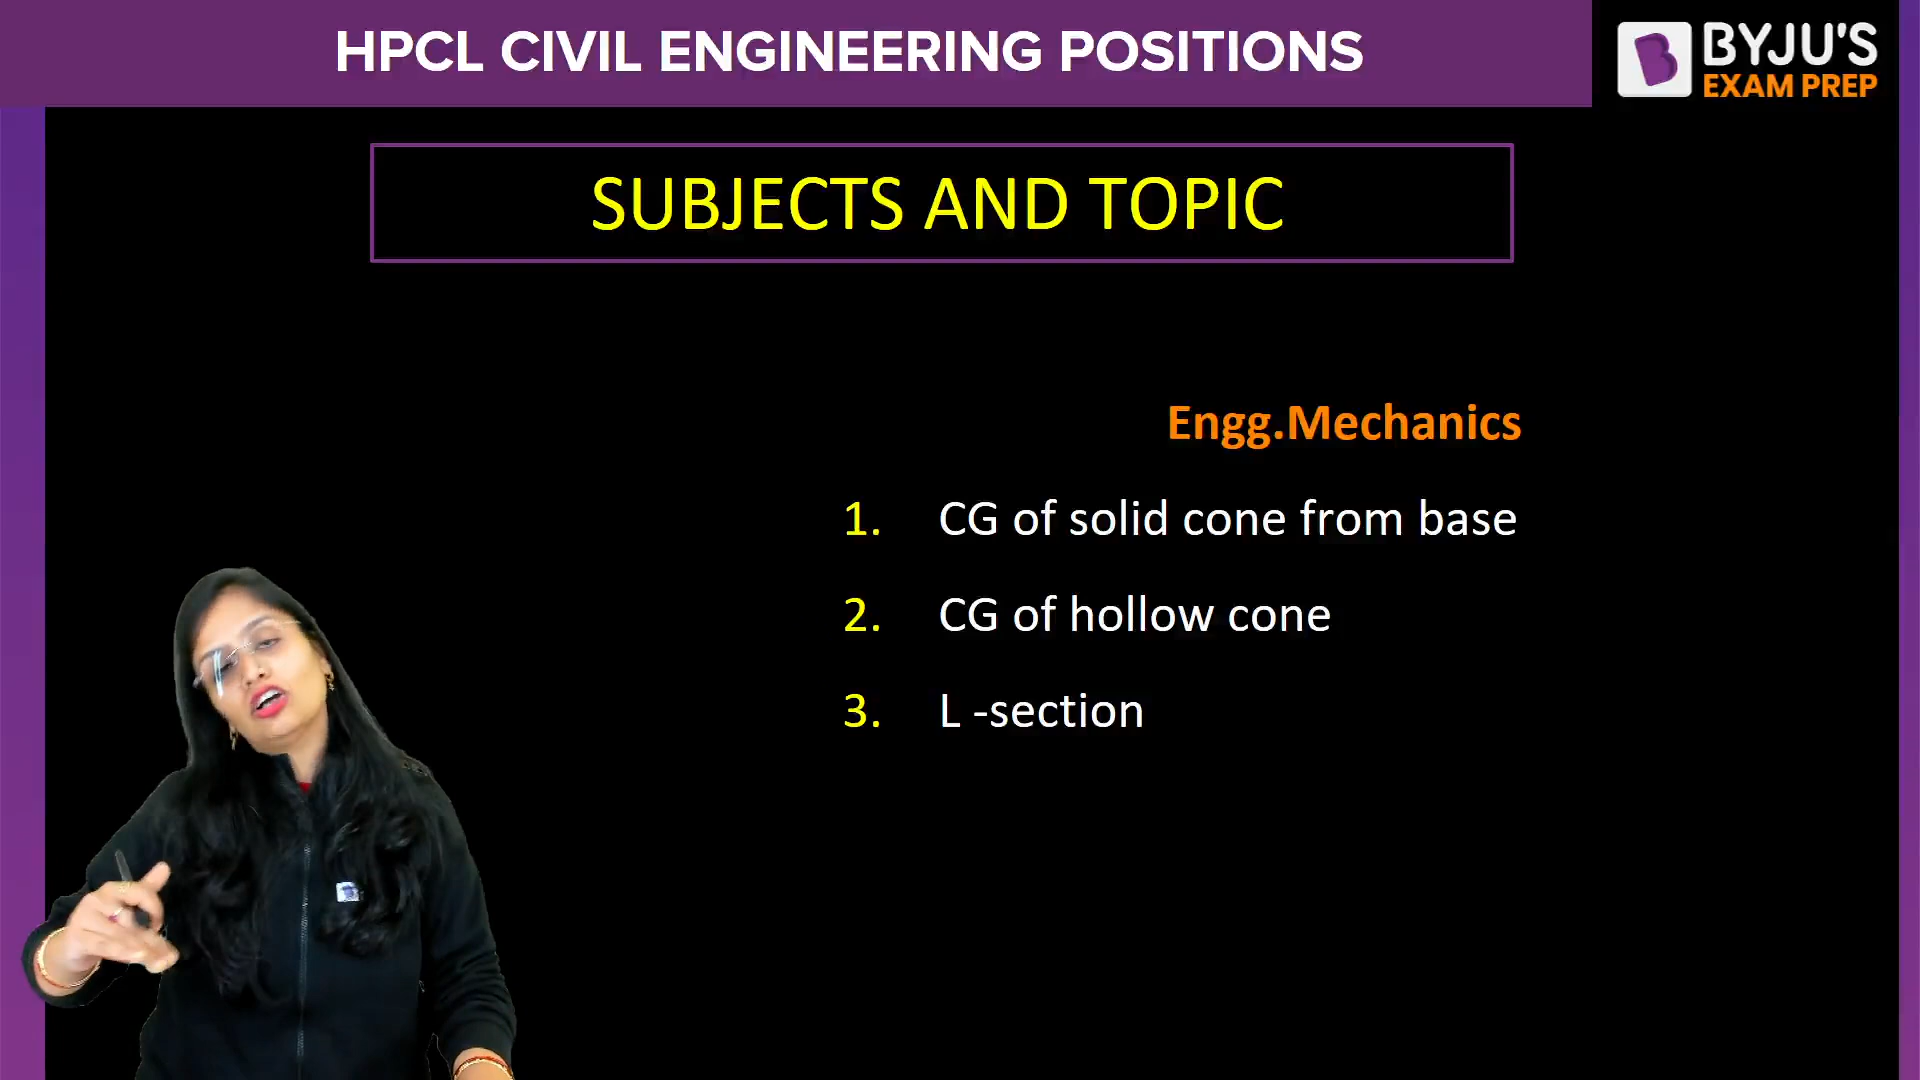 HPCL CIVIL ENGINEERING POSITIONS
BYJU'S
EXAM PREP
SUBJECTS AND TOPIC
Engg.Mechanics
1. CG of solid cone from base
2. CG of hollow cone
3. L -section